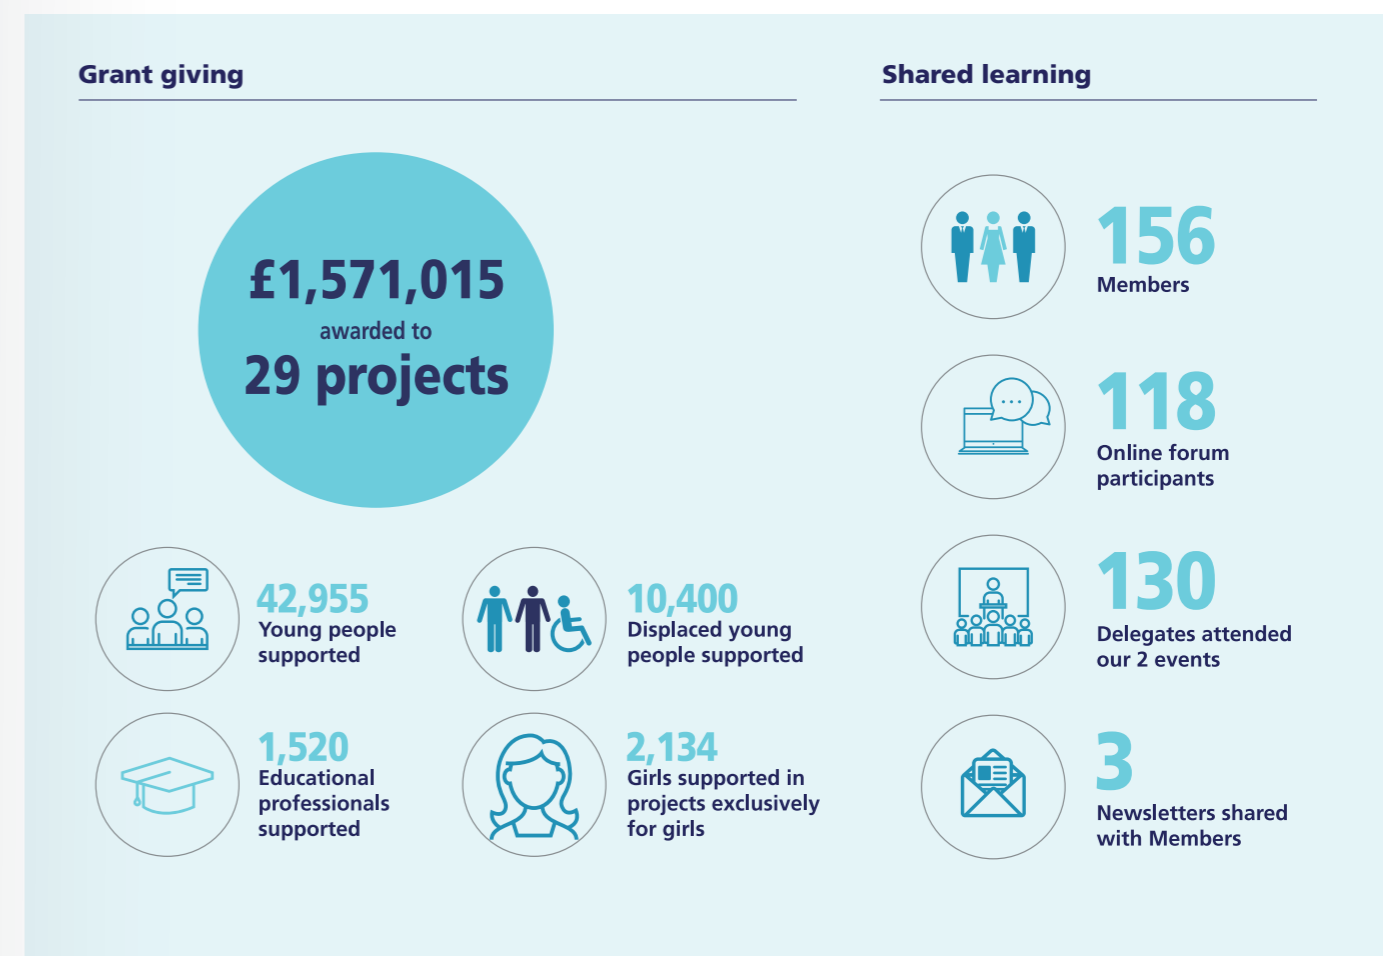 Grant giving
£1,571,015
awarded to
29 projects
42,955
Young people
supported
10,400
Displaced young
people supported
1,520
Educational
professionals
supported
2,134
Girls supported in
projects exclusively
for girls
Shared learning
156
Members
118
Online forum
participants
130
Delegates attended
our 2 events
3
Newsletters shared
with Members